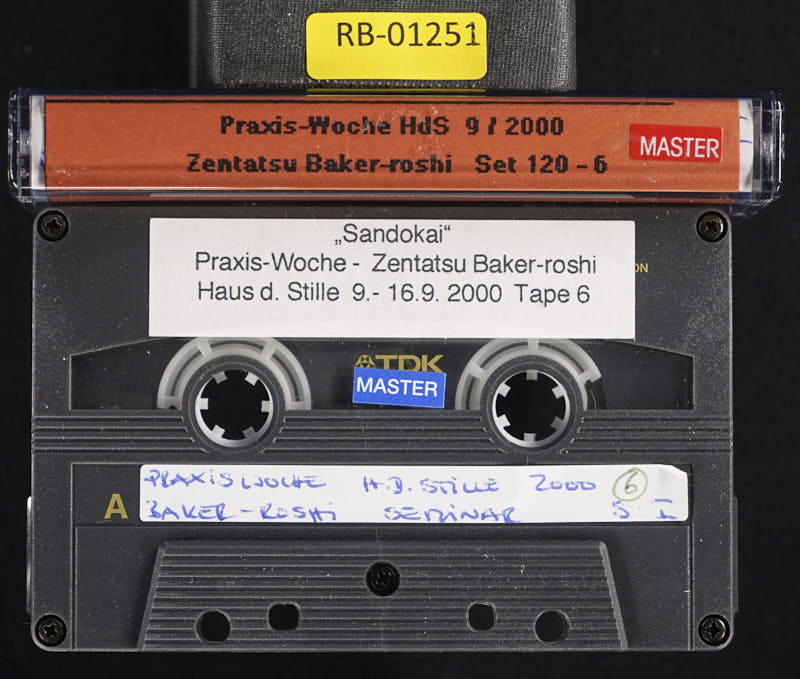 RB-01251
Praxis-Woche HdS 9 / 2000
MASTER
Zentatsu Baker-roshi Set 120 - 6
„Sandokai“
Praxis-Woche - Zentatsu Baker-roshi
Haus d. Stille 9.- 16.9. 2000 Tape 6
TDK
MASTER
A
PRAXISWOCHE H.D. STILLE 2000 6
BAKER-ROSHI SEMINAR S. I